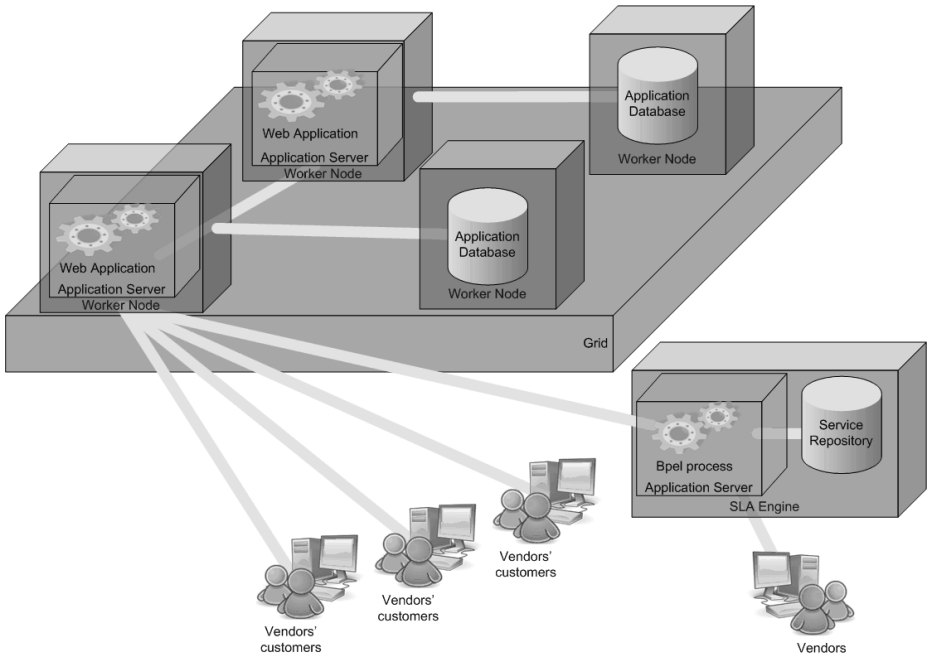 Web Application
Application Server
Worker Node
Application
Database
Worker Node
Web Application
Application Server
Worker Node
Application
Database
Worker Node
Grid
Bpel process
Application Server
Service
Repository
SLA Engine
Vendors'
customers
Vendors'
customers
Vendors'
customers
Vendors